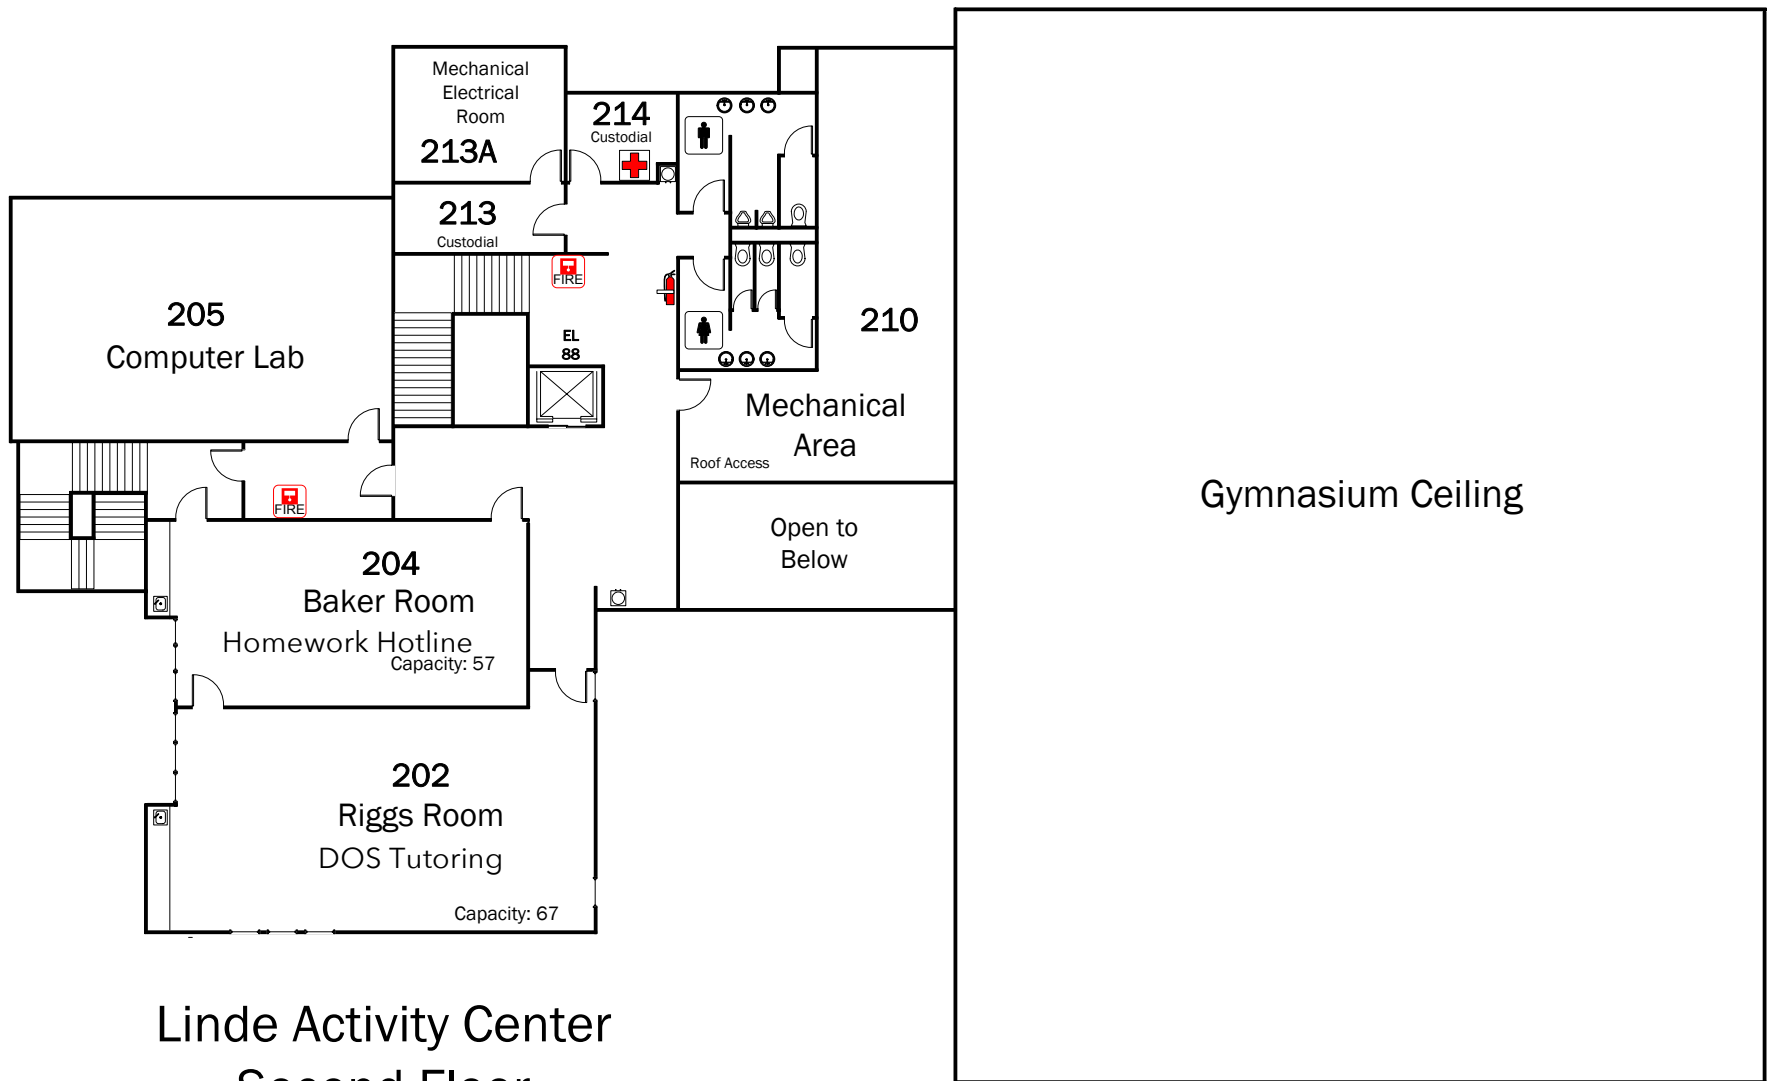 Mechanical
Electrical
Room
213A
214
Custodial
213
Custodial
FIRE
205
Computer Lab
EL
88
210
Mechanical
Area
Roof Access
Gymnasium Ceiling
FIRE
Open to
Below
204
Baker Room
Homework Hotline
Capacity: 57
202
Riggs Room
DOS Tutoring
Capacity: 67
Linde Activity Center
Second Floor